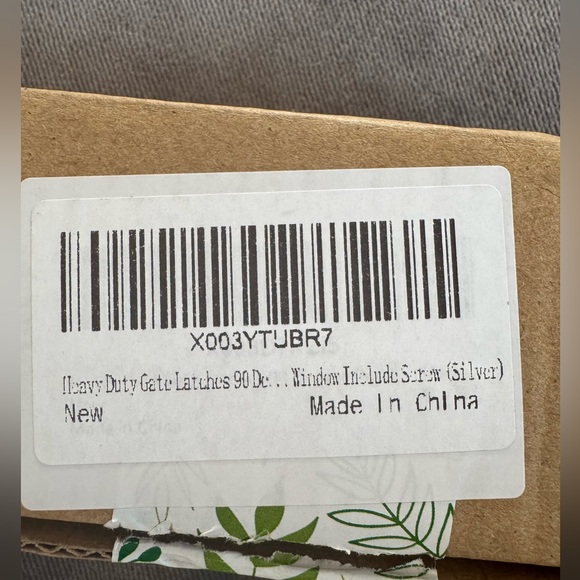 X003YTUBR7
Heavy Duty Gate Latches 90 De...Window Include Screw (Silver)
New Made In China